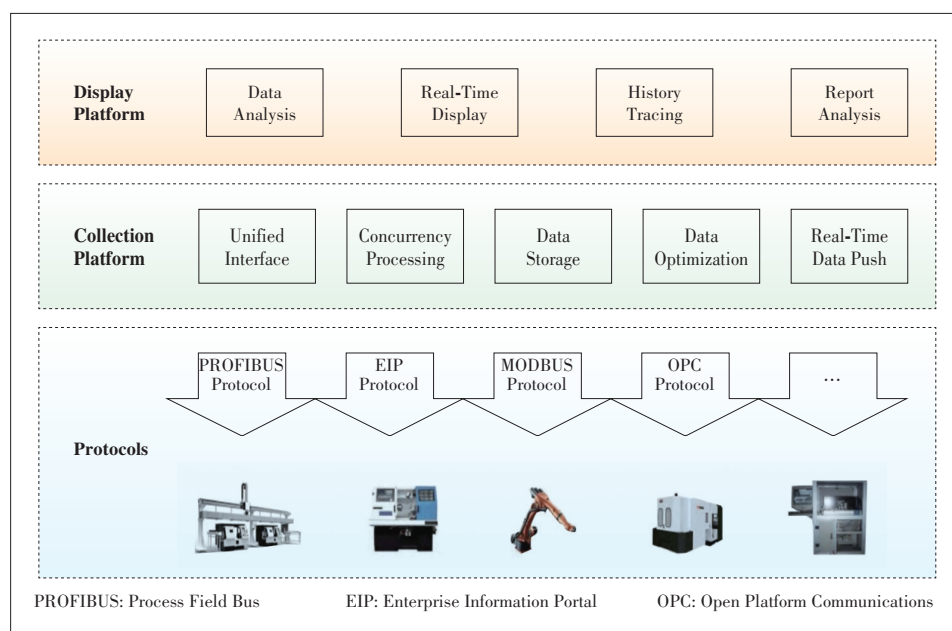 Display
Platform
Data
Analysis
Real-Time
Display
History
Tracing
Report
Analysis
Collection
Platform
Unified
Interface
Concurrency
Processing
Data
Storage
Data
Optimization
Real-Time
Data Push
Protocols
PROFIBUS
Protocol
EIP
Protocol
MODBUS
Protocol
OPC
Protocol
...
PROFIBUS: Process Field Bus
EIP: Enterprise Information Portal
OPC: Open Platform Communications